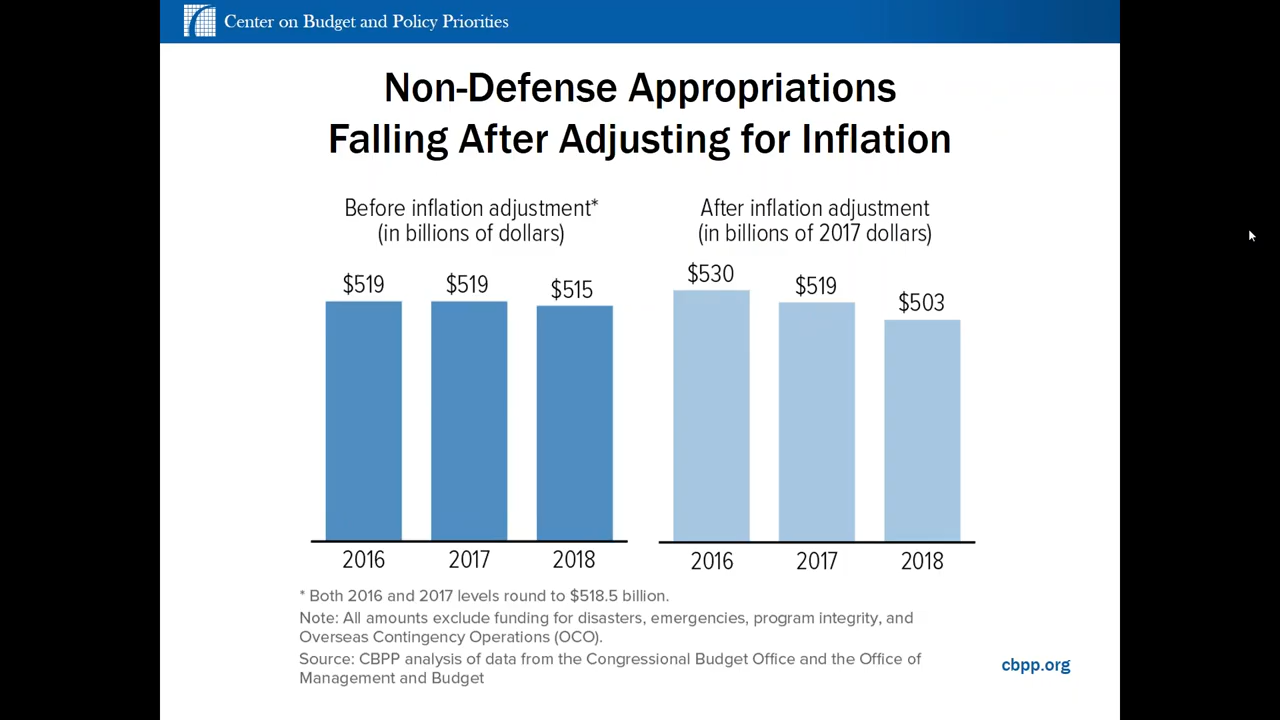 Center on Budget and Policy Priorities
Non-Defense Appropriations
Falling After Adjusting for Inflation
Before inflation adjustment*
(in billions of dollars)
$519
$519
$515
2016
2017
2018
After inflation adjustment
(in billions of 2017 dollars)
$530
$519
$503
2016
2017
2018
* Both 2016 and 2017 levels round to $518.5 billion.
Note: All amounts exclude funding for disasters, emergencies, program integrity, and
Overseas Contingency Operations (OCO).
Source: CBPP analysis of data from the Congressional Budget Office and the Office of
Management and Budget
cbpp.org